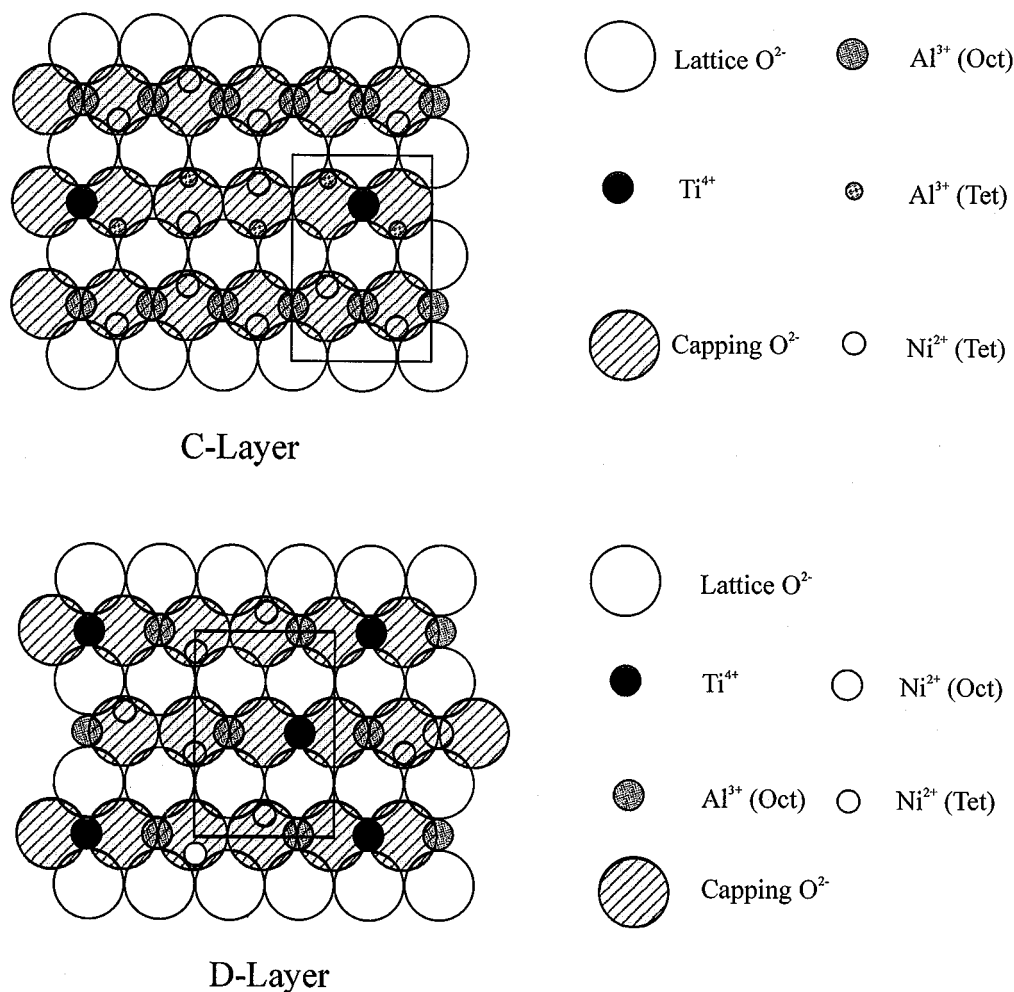 Lattice O²⁻
Al³⁺ (Oct)
Ti⁴⁺
Al³⁺ (Tet)
Capping O²⁻
Ni²⁺ (Tet)
C-Layer
Lattice O²⁻
Ti⁴⁺
Ni²⁺ (Oct)
Al³⁺ (Oct)
Ni²⁺ (Tet)
Capping O²⁻
D-Layer